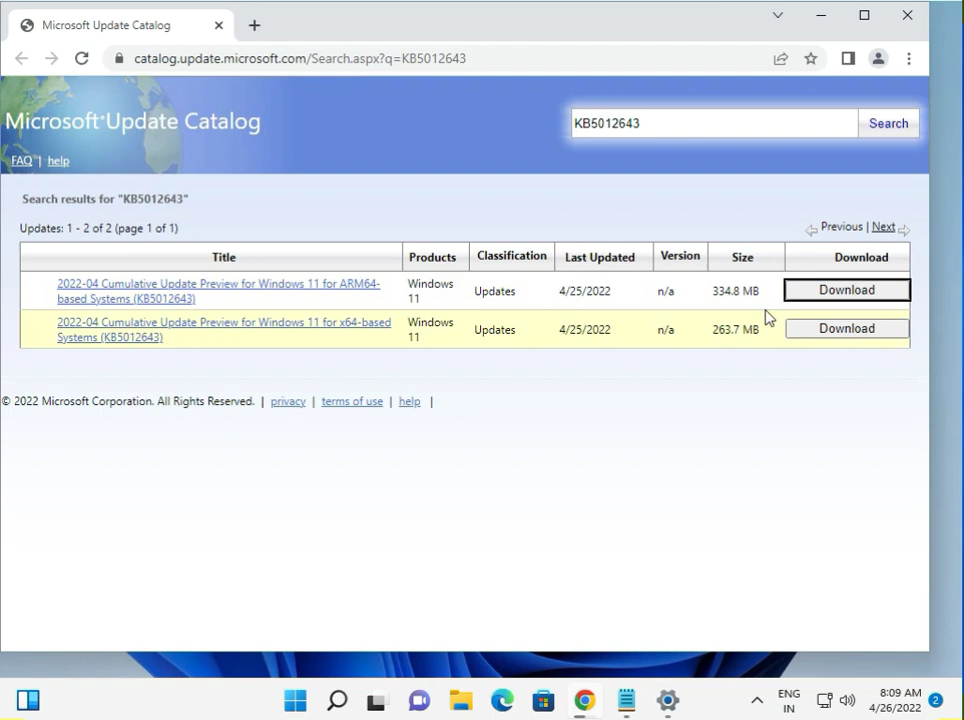 Microsoft Update Catalog
catalog.update.microsoft.com/Search.aspx?q=KB5012643
Microsoft®Update Catalog
KB5012643
Search
FAQ | help
Search results for "KB5012643"
Updates: 1 - 2 of 2 (page 1 of 1)
Previous | Next
Title Products Classification Last Updated Version Size Download
2022-04 Cumulative Update Preview for Windows 11 for ARM64-
based Systems (KB5012643)
Windows
11
Updates
4/25/2022
n/a
334.8 MB
Download
2022-04 Cumulative Update Preview for Windows 11 for x64-based
Systems (KB5012643)
Windows
11
Updates
4/25/2022
n/a
263.7 MB
Download
© 2022 Microsoft Corporation. All Rights Reserved. | privacy | terms of use | help |
ENG
IN
8:09 AM
4/26/2022
2